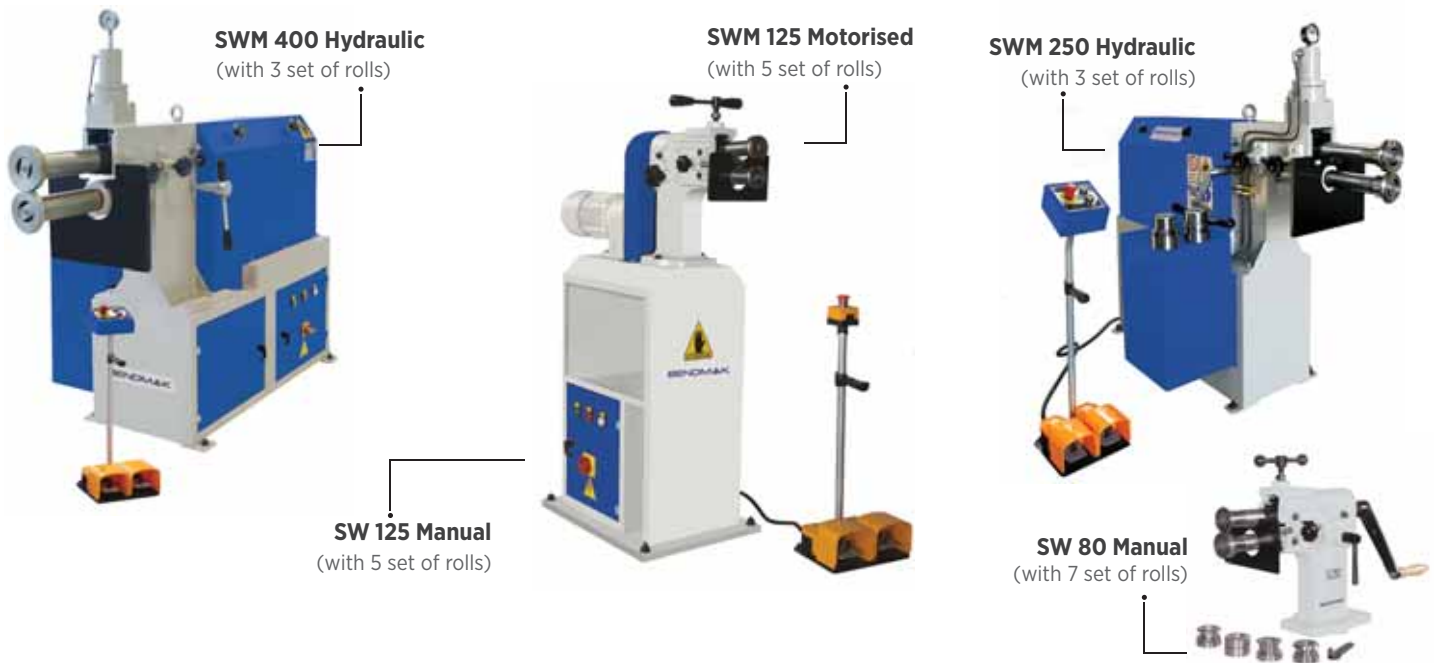 SWM 400 Hydraulic
(with 3 set of rolls)
SWM 125 Motorised
(with 5 set of rolls)
SWM 250 Hydraulic
(with 3 set of rolls)
BENDMAK
BENDMAK
SW 125 Manual
(with 5 set of rolls)
SW 80 Manual
(with 7 set of rolls)